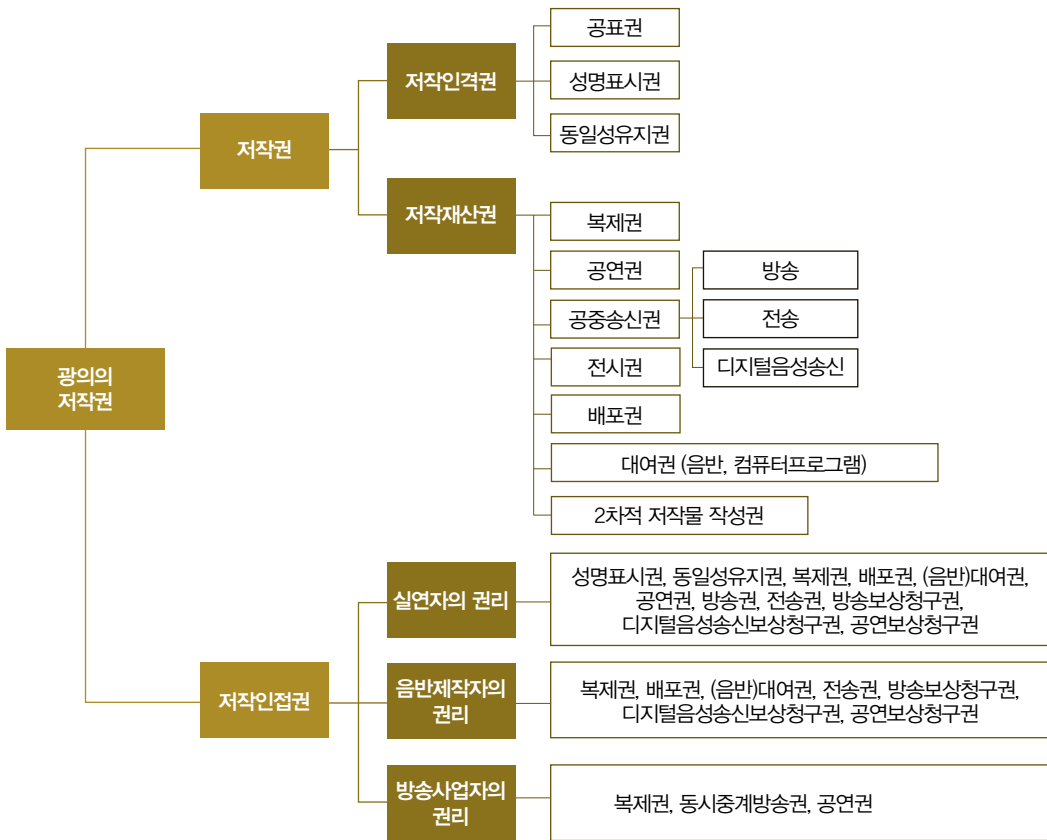 광의의
저작권
저작권
저작인격권
공표권
성명표시권
동일성유지권
저작재산권
복제권
공연권
공중송신권
방송
전송
디지털음성송신
전시권
배포권
대여권 (음반, 컴퓨터프로그램)
2차적 저작물 작성권
저작인접권
실연자의 권리
성명표시권, 동일성유지권, 복제권, 배포권, (음반)대여권,
공연권, 방송권, 전송권, 방송보상청구권,
디지털음성송신보상청구권, 공연보상청구권
음반제작자의
권리
복제권, 배포권, (음반)대여권, 전송권, 방송보상청구권,
디지털음성송신보상청구권, 공연보상청구권
방송사업자의
권리
복제권, 동시중계방송권, 공연권